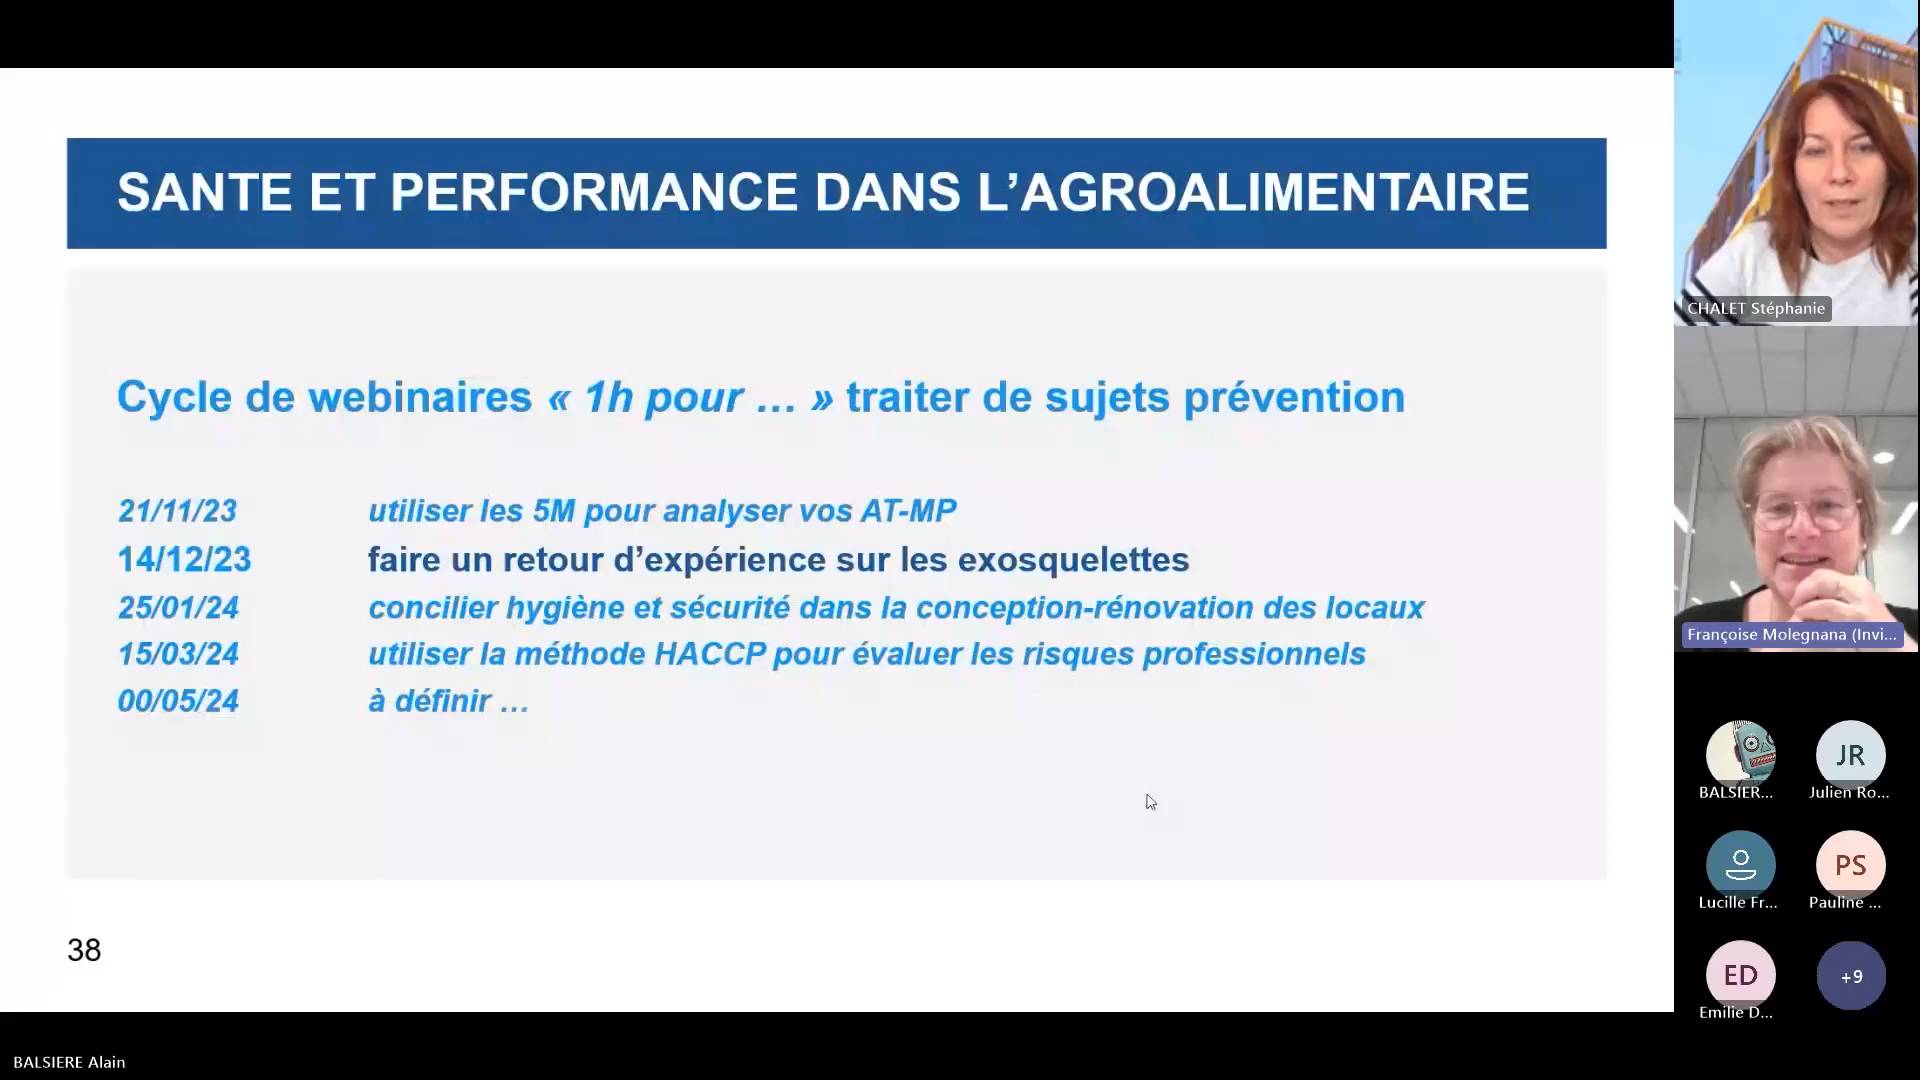 SANTE ET PERFORMANCE DANS L’AGROALIMENTAIRE
Cycle de webinaires « 1h pour … » traiter de sujets prévention
21/11/23 utiliser les 5M pour analyser vos AT-MP
14/12/23 faire un retour d’expérience sur les exosquelettes
25/01/24 concilier hygiène et sécurité dans la conception-rénovation des locaux
15/03/24 utiliser la méthode HACCP pour évaluer les risques professionnels
00/05/24 à définir …
38
BALSIERE Alain
CHALET Stéphanie
Françoise Molegnana (Invi...
BALSIER...
JR
Julien Ro...
Lucille Fr...
PS
Pauline ...
ED
Emilie D...
+9